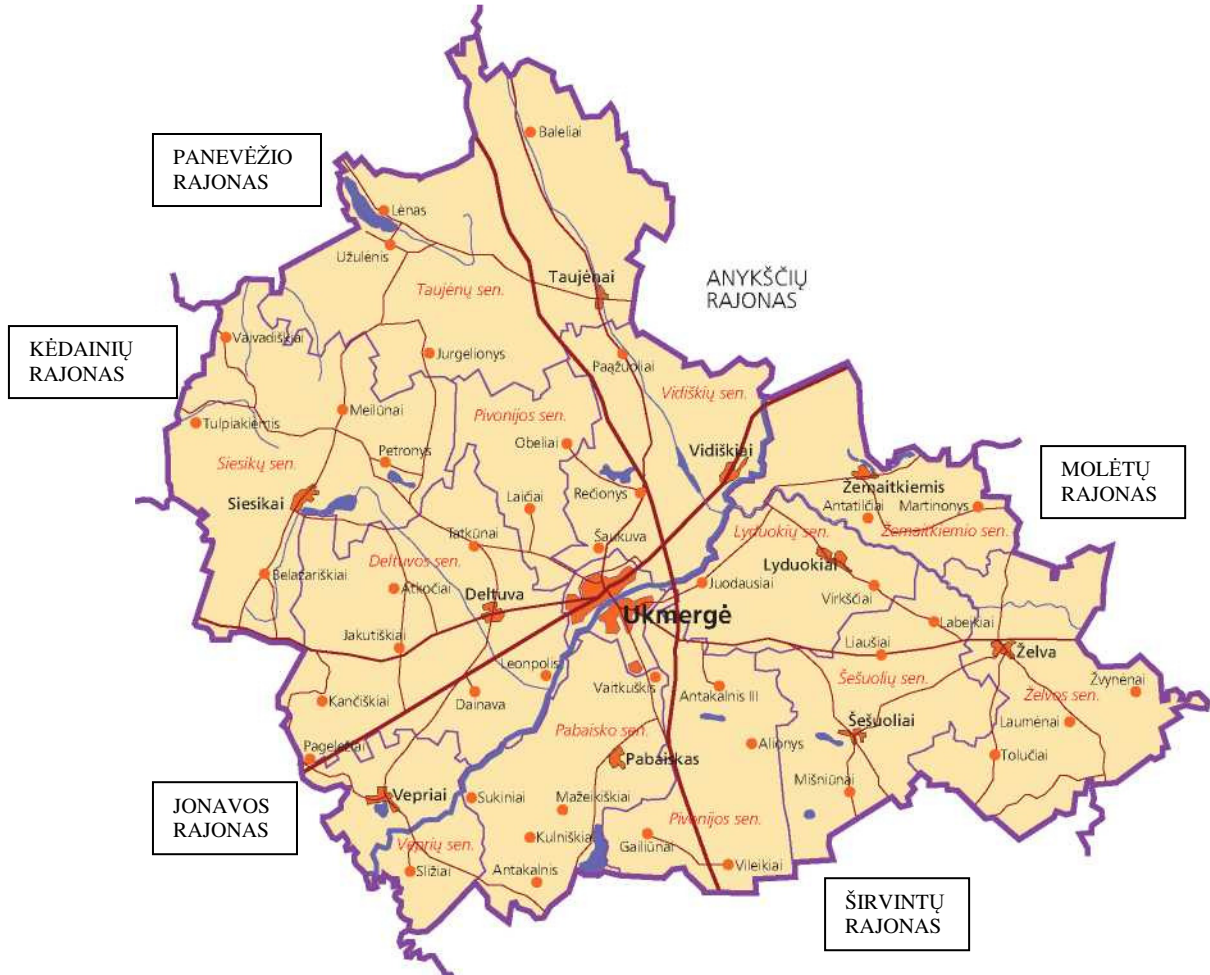 Baleliai
PANEVĖŽIO
RAJONAS
Lėnas
Užulėnis
Taujėnai
ANYKŠČIŲ
RAJONAS
Taujėnų sen.
KĖDAINIŲ
RAJONAS
Vaivadiškiai
Jurgelionys
Paąžuoliai
Vidiškių sen.
Meilūnai
Pivonijos sen.
Tulpiakiemis
Obeliai
Siesikų sen.
Petronys
Vidiškiai
MOLĖTŲ
RAJONAS
Žemaitkiemis
Siesikai
Laičiai
Rečionys
Antatilčiai
Martinonys
Lyduokių sen.
Žemaitkiemio sen.
Tatkūnai
Šaukuva
Deltuvos sen.
Lyduokiai
Belazariškiai
Atkočiai
Juodausiai
Deltuva
Virkščiai
Ukmergė
Labeikiai
Jakutiškiai
Liaušiai
Želva
Leonpolis
Šešuolių sen.
Žvynėnai
Vaitkuškis
Antakalnis III
Želvos sen.
Kančiškiai
Dainava
Šešuoliai
Laumėnai
Pabaisko sen.
Pageležiai
Pabaiskas
Alionys
Tolučiai
Mišniūnai
JONAVOS
RAJONAS
Vepriai
Sukiniai
Mažeikiškiai
Pivonijos sen.
Veprių sen.
Kulniškia
Gailiūnai
Sližiai
Antakalnis
Vileikiai
ŠIRVINTŲ
RAJONAS